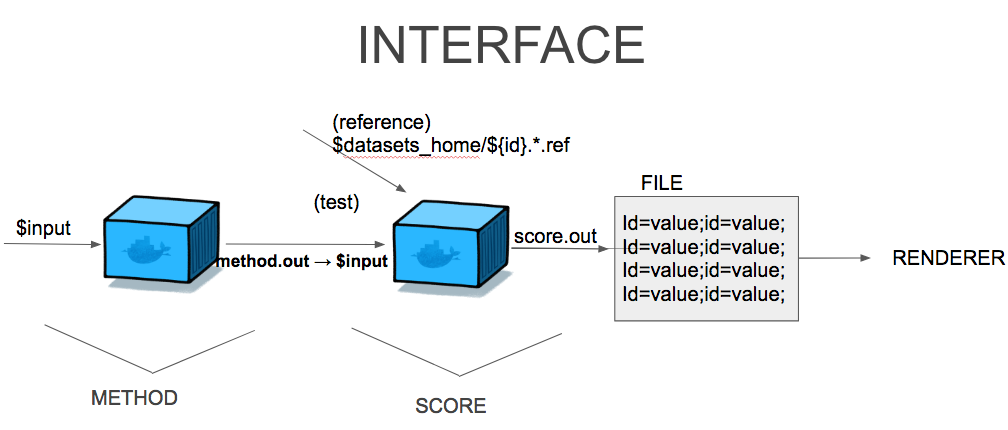 INTERFACE
(reference)
$datasets_home/${id}.*.ref
FILE
(test)
$input
Id=value;id=value;
score.out
Id=value;id=value;
method.out → $input
RENDERER
Id=value;id=value;
Id=value;id=value;
METHOD
SCORE